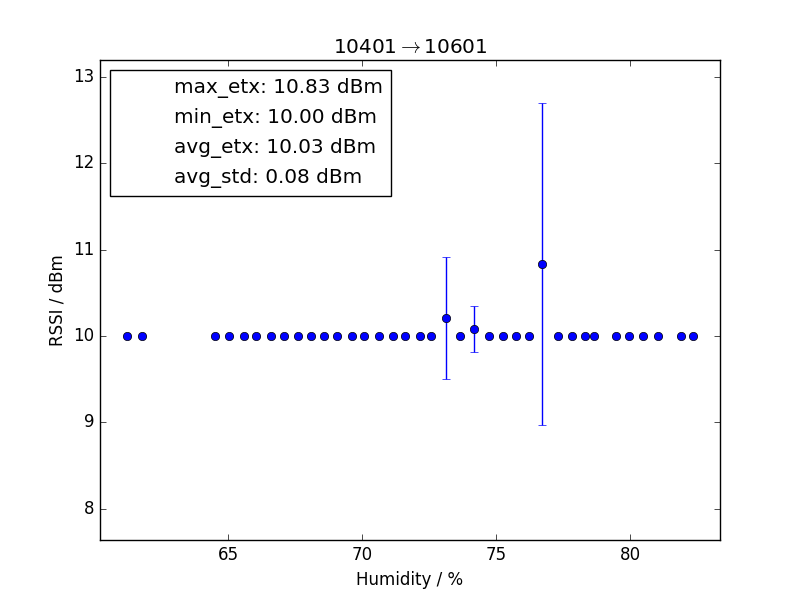 10401→10601
max_etx: 10.83 dBm
min_etx: 10.00 dBm
avg_etx: 10.03 dBm
avg_std: 0.08 dBm
RSSI / dBm
13
12
11
10
9
8
65 70 75 80
Humidity / %